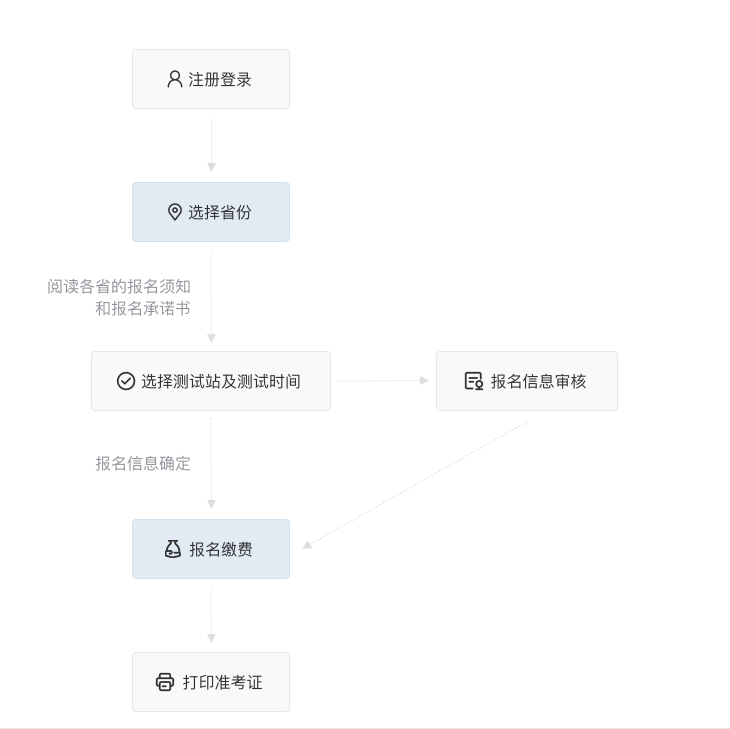 注册登录
选择省份
阅读各省的报名须知
和报名承诺书
选择测试站及测试时间
报名信息审核
报名信息确定
报名缴费
打印准考证